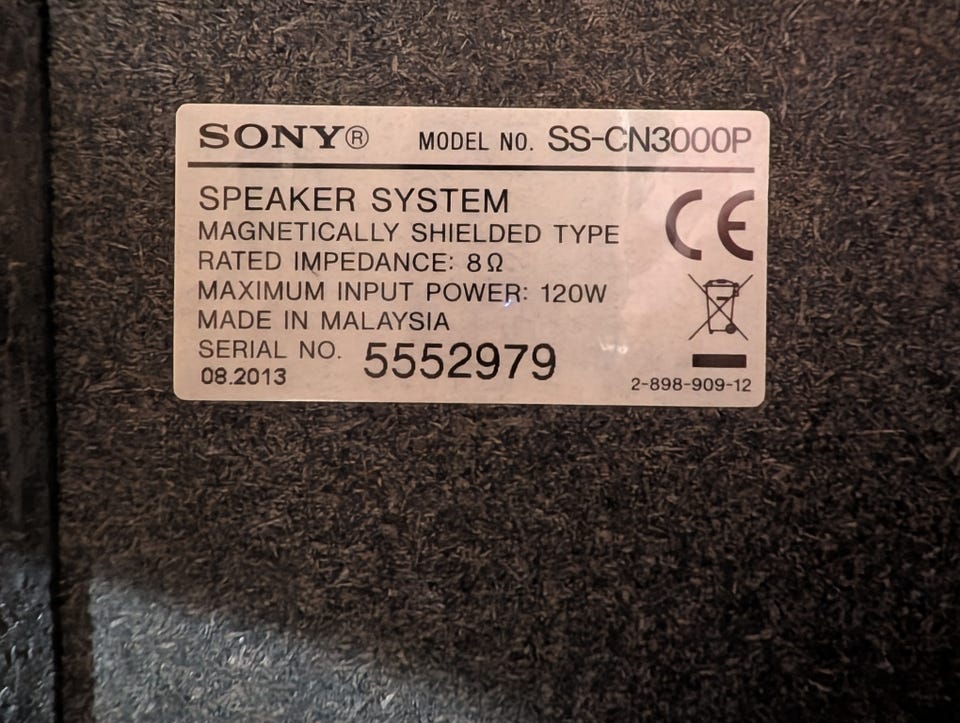 SONY® MODEL NO. SS-CN3000P
SPEAKER SYSTEM
MAGNETICALLY SHIELDED TYPE
RATED IMPEDANCE: 8Ω
MAXIMUM INPUT POWER: 120W
MADE IN MALAYSIA
SERIAL NO. 5552979
08.2013
2-898-909-12
CE